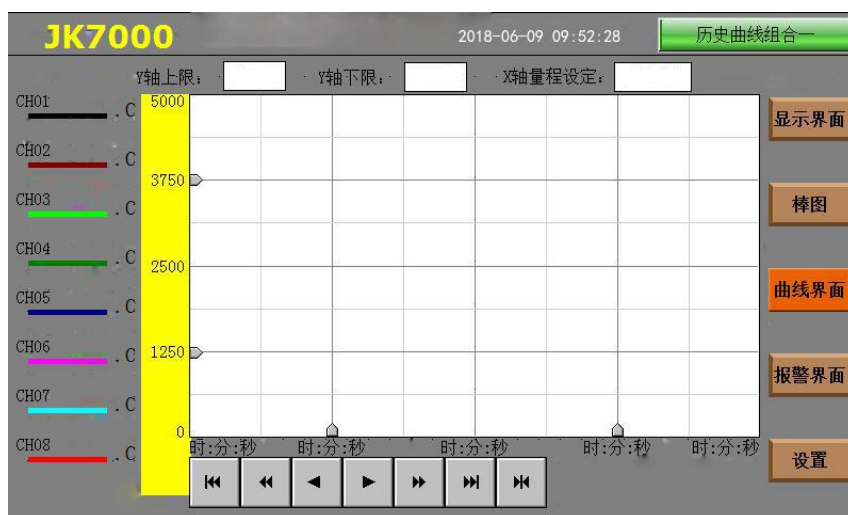 JK7000
2018-06-09 09:52:28
历史曲线组合一
Y轴上限:
Y轴下限:
X轴量程设定:
CH01
.C
CH02
.C
CH03
.C
CH04
.C
CH05
.C
CH06
.C
CH07
.C
CH08
.C
5000
3750
2500
1250
0
时:分:秒
时:分:秒
时:分:秒
时:分:秒
时:分:秒
显示界面
棒图
曲线界面
报警界面
设置